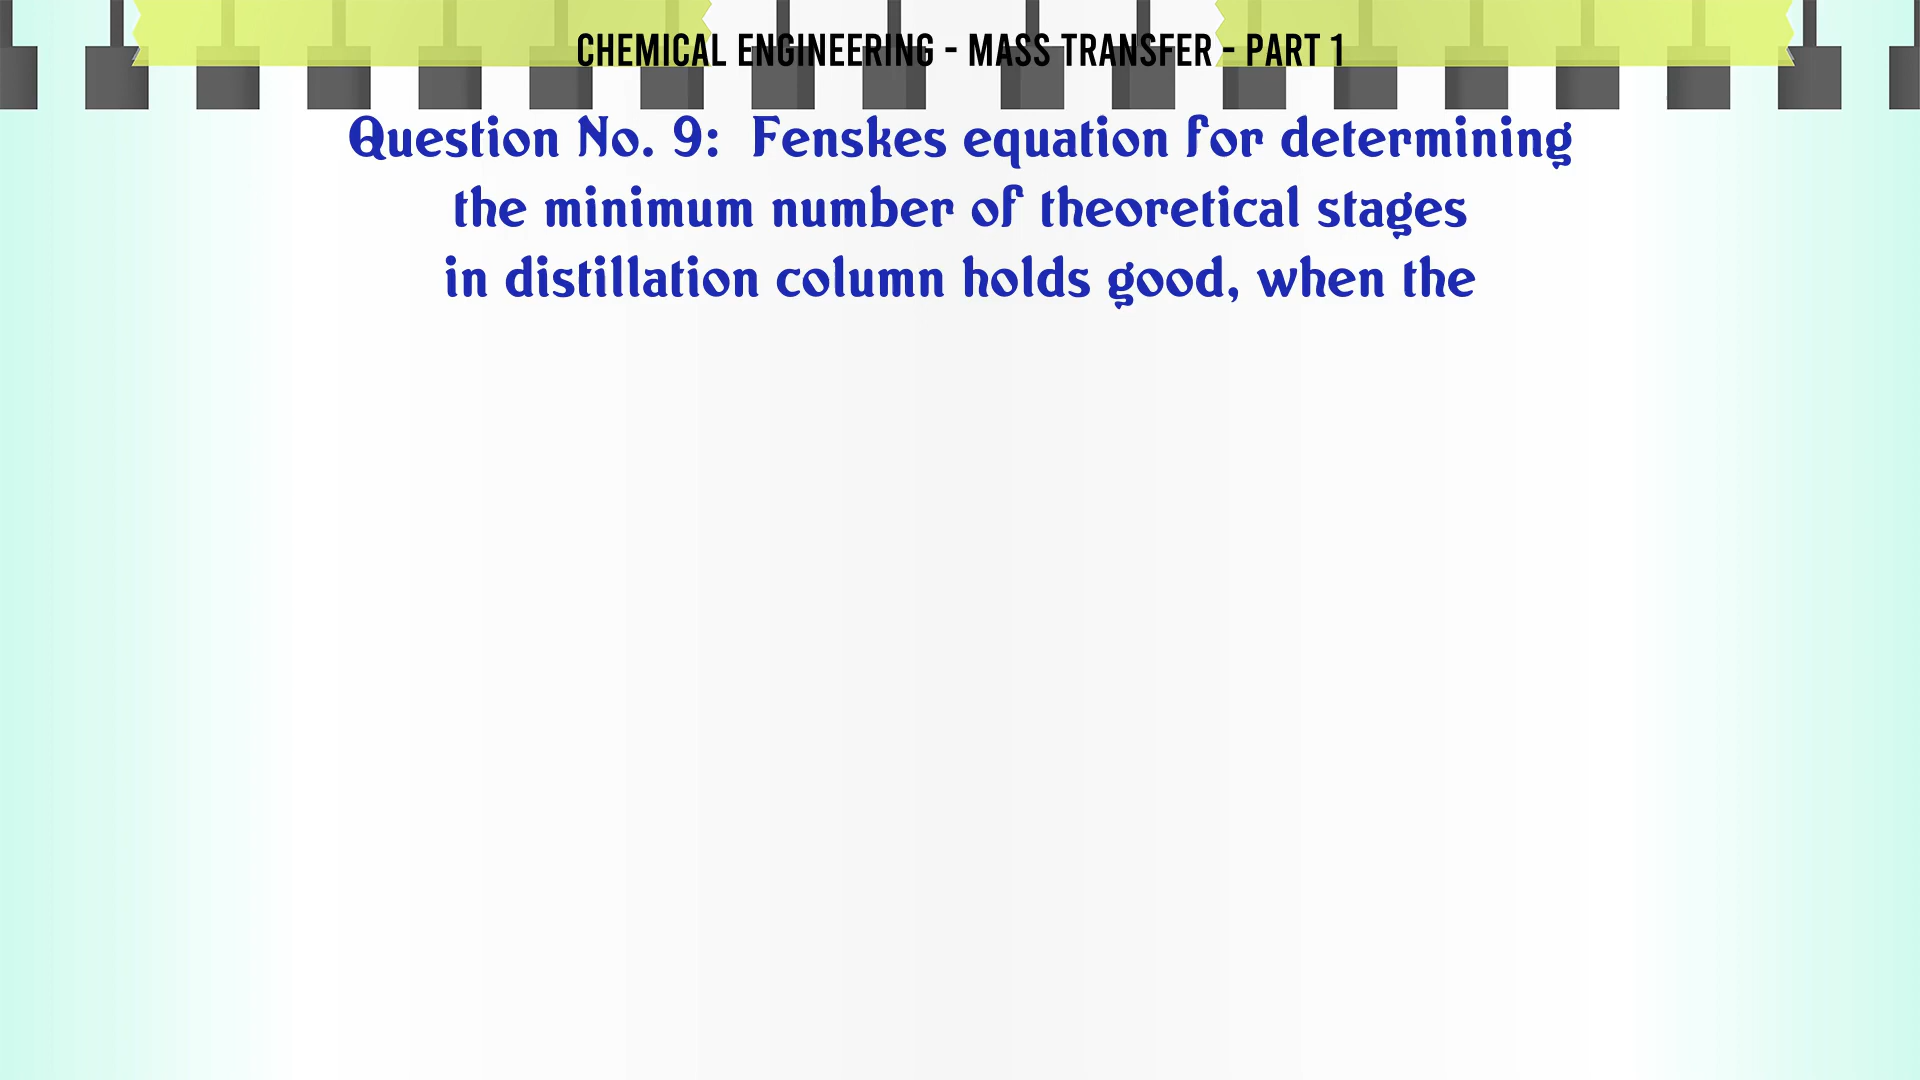 CHEMICAL ENGINEERING - MASS TRANSFER - PART 1
Question No. 9: Fenskes equation for determining
the minimum number of theoretical stages
in distillation column holds good, when the